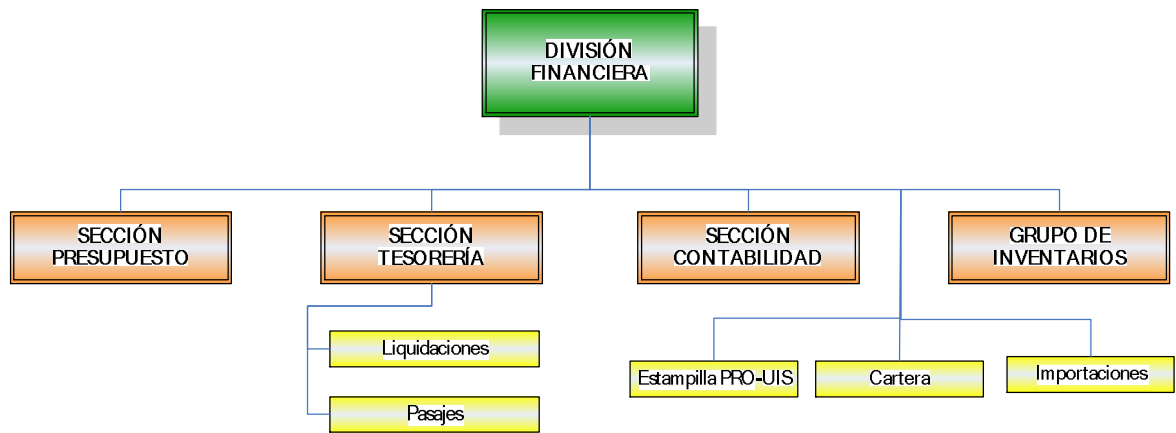 DIVISIÓN
FINANCIERA
SECCIÓN
PRESUPUESTO
SECCIÓN
TESORERÍA
SECCIÓN
CONTABILIDAD
GRUPO DE
INVENTARIOS
Liquidaciones
Pasajes
Estampilla PRO-UIS
Cartera
Importaciones